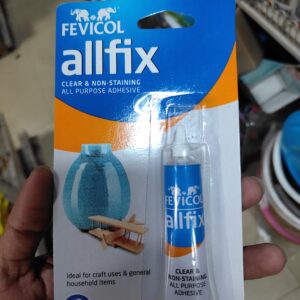 FEVICOL
allfix
CLEAR & NON-STAINING
ALL PURPOSE ADHESIVE
Ideal for craft uses & general
household items
FEVICOL
allfix
CLEAR &
NON-STAINING
ALL PURPOSE
ADHESIVE